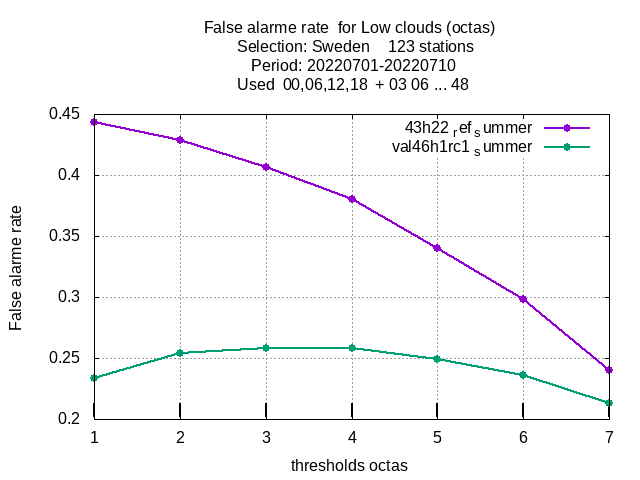 False alarme rate  for Low clouds (octas)
Selection: Sweden    123 stations
Period: 20220701-20220710
Used  00,06,12,18  + 03 06 ... 48
43h22 ref summer
val46h1rc1 summer
0.45
0.4
0.35
0.3
0.25
0.2
False alarme rate
1 2 3 4 5 6 7
thresholds octas